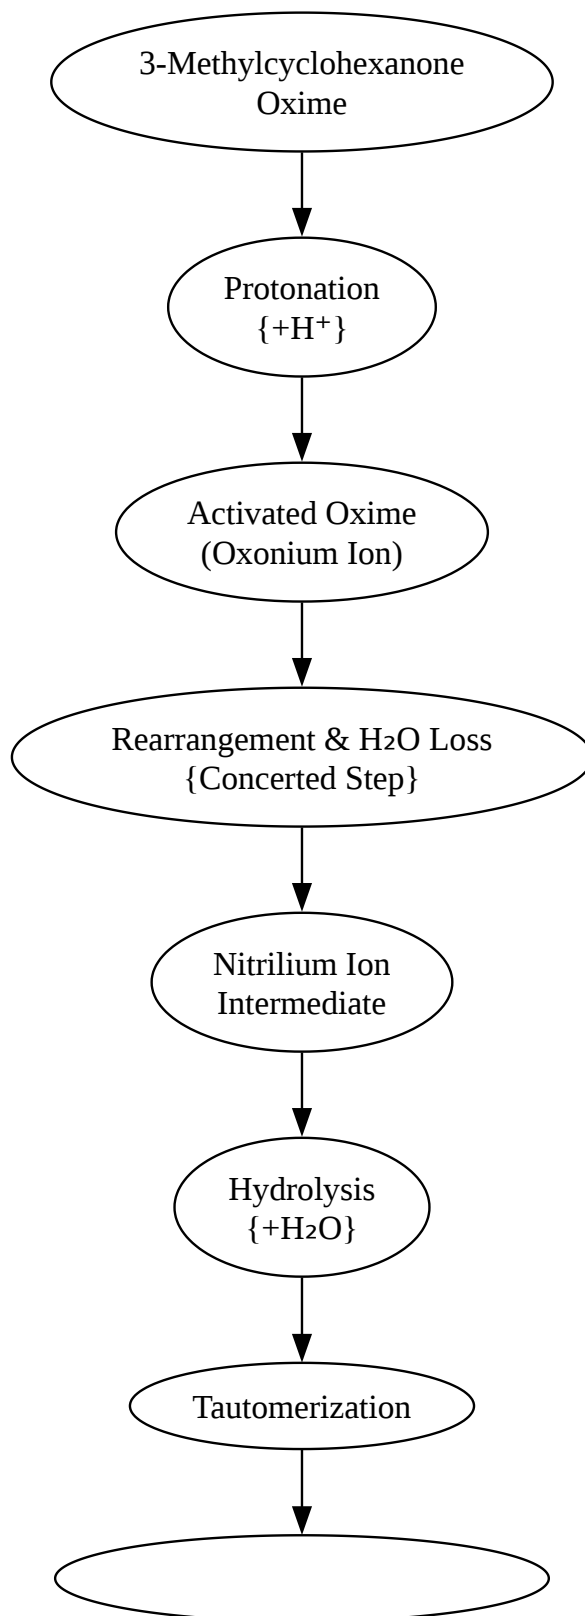 3-Methylcyclohexanone
Oxime
Protonation
{+H⁺}
Activated Oxime
(Oxonium Ion)
Rearrangement & H₂O Loss
{Concerted Step}
Nitrilium Ion
Intermediate
Hydrolysis
{+H₂O}
Tautomerization